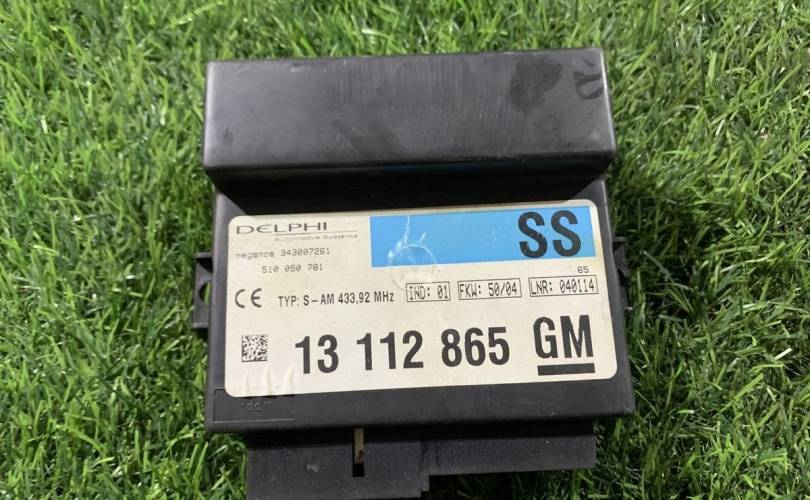 DELPHI
Automotive Systems
SS
megamos 343007261
510 050 781
65
CE TYP: S-AM 433,92 MHz IND: 01 FKW: 50/04 LNR: 040114
13 112 865 GM